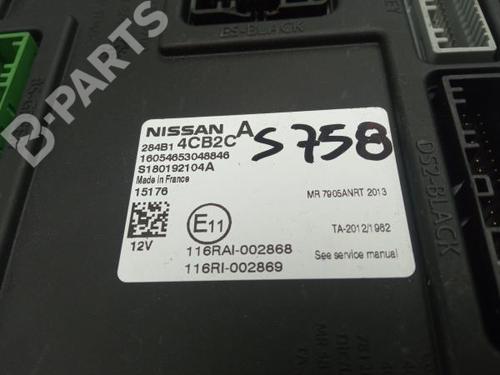 ES-BLACK
NISSAN A
284B1 4CB2C
S758
16054653048846
S180192104A
Made in France
15176
MR 7905ANRT 2013
E11
TA-2012/1982
12V
116RAI-002868
116RI-002869
See service manual
DS2-BLACK
B-PARTS